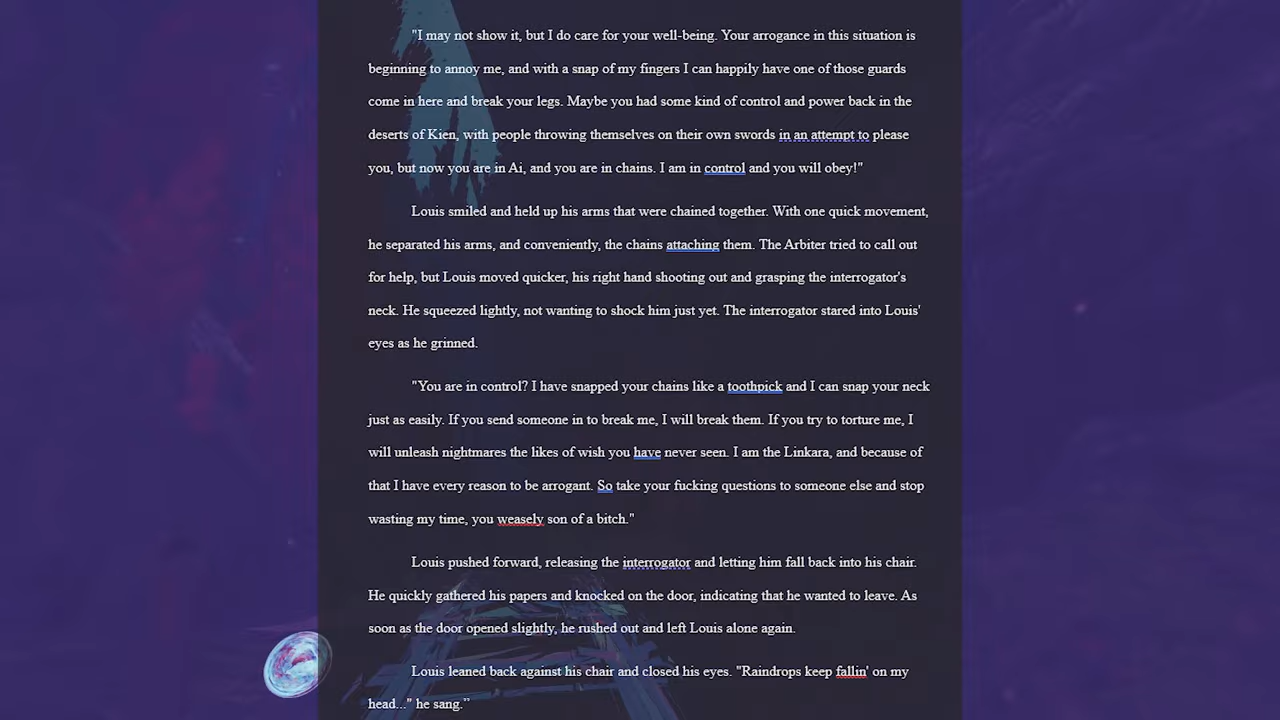 "I may not show it, but I do care for your well-being. Your arrogance in this situation is
beginning to annoy me, and with a snap of my fingers I can happily have one of those guards
come in here and break your legs. Maybe you had some kind of control and power back in the
deserts of Kien, with people throwing themselves on their own swords in an attempt to please
you, but now you are in Ai, and you are in chains. I am in control and you will obey!"
Louis smiled and held up his arms that were chained together. With one quick movement,
he separated his arms, and conveniently, the chains attaching them. The Arbiter tried to call out
for help, but Louis moved quicker, his right hand shooting out and grasping the interrogator's
neck. He squeezed lightly, not wanting to shock him just yet. The interrogator stared into Louis'
eyes as he grinned.
"You are in control? I have snapped your chains like a toothpick and I can snap your neck
just as easily. If you send someone in to break me, I will break them. If you try to torture me, I
will unleash nightmares the likes of wish you have never seen. I am the Linkara, and because of
that I have every reason to be arrogant. So take your fucking questions to someone else and stop
wasting my time, you weasely son of a bitch."
Louis pushed forward, releasing the interrogator and letting him fall back into his chair.
He quickly gathered his papers and knocked on the door, indicating that he wanted to leave. As
soon as the door opened slightly, he rushed out and left Louis alone again.
Louis leaned back against his chair and closed his eyes. "Raindrops keep fallin' on my
head..." he sang.”